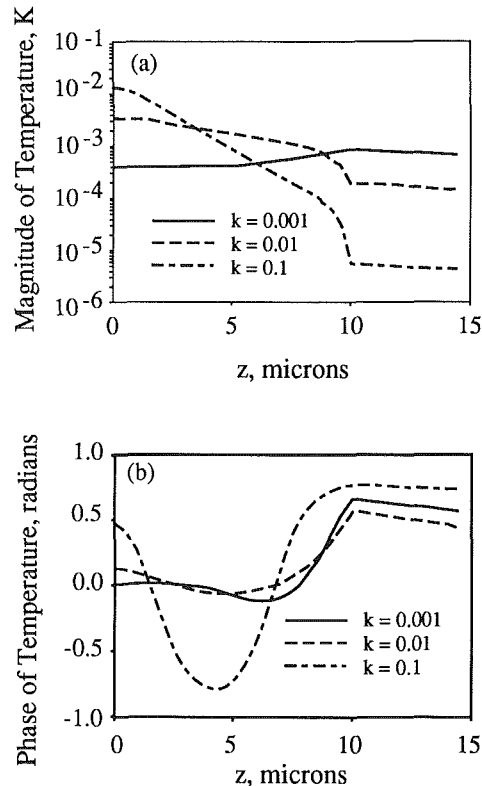 Magnitude of Temperature, K
10^-1
10^-2
10^-3
10^-4
10^-5
10^-6
(a)
k = 0.001
k = 0.01
k = 0.1
0 5 10 15
z, microns
Phase of Temperature, radians
1.0
0.5
0.0
-0.5
-1.0
(b)
k = 0.001
k = 0.01
k = 0.1
0 5 10 15
z, microns